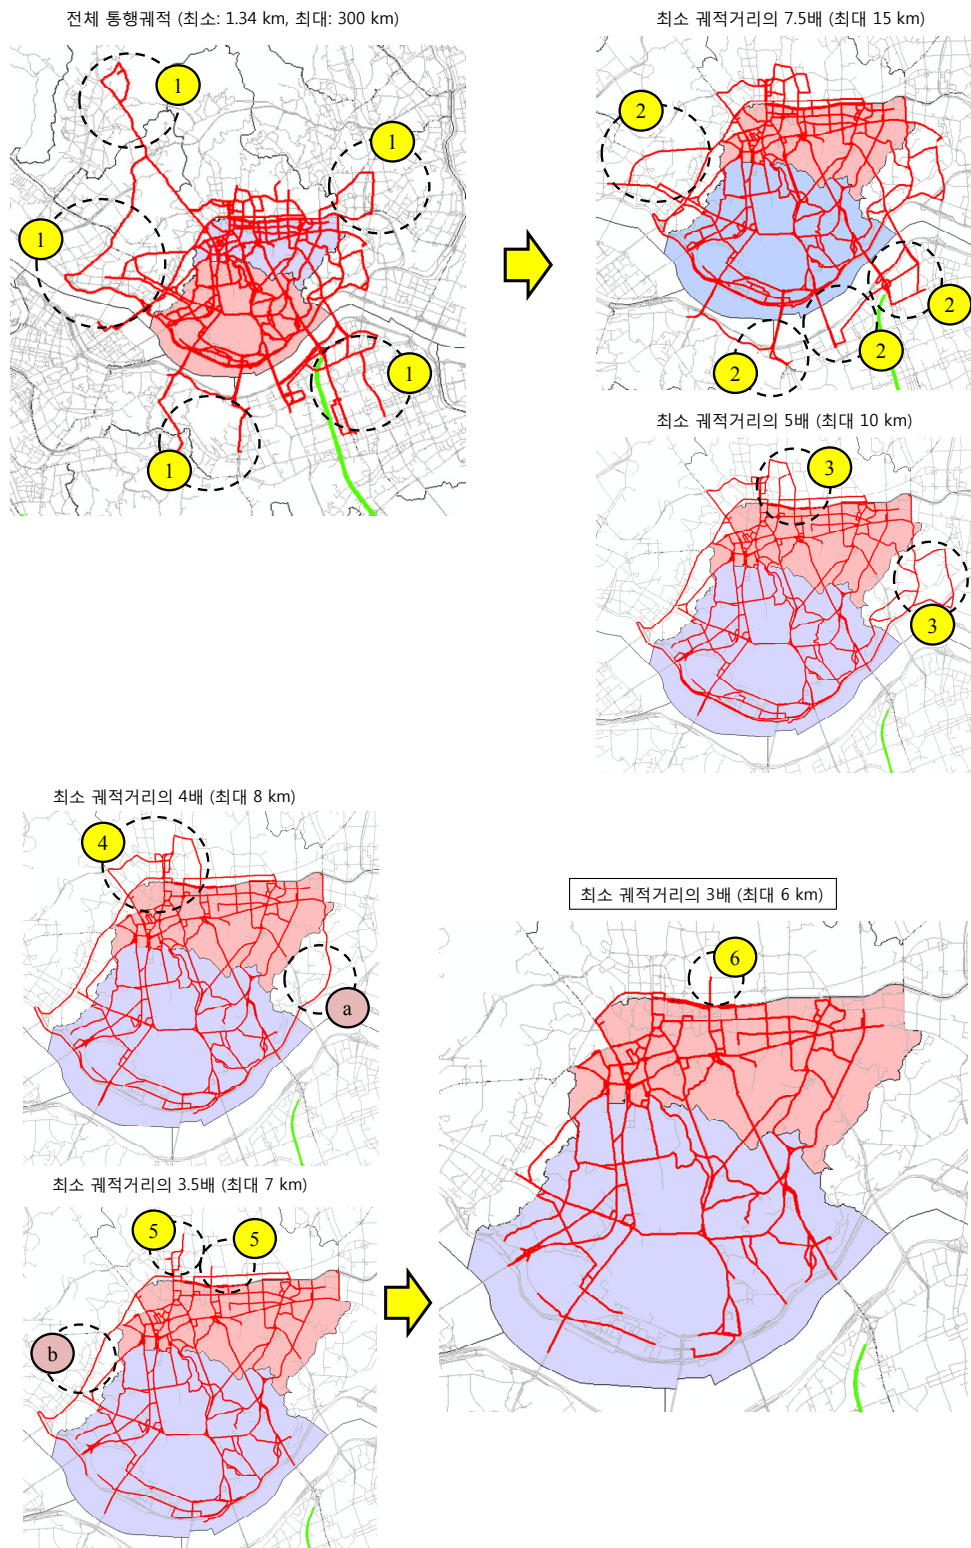 전체 통행궤적 (최소: 1.34 km, 최대: 300 km)
1
1
1
1
1
최소 궤적거리의 7.5배 (최대 15 km)
2
2
2
2
최소 궤적거리의 5배 (최대 10 km)
3
3
최소 궤적거리의 4배 (최대 8 km)
4
a
최소 궤적거리의 3.5배 (최대 7 km)
5
5
b
최소 궤적거리의 3배 (최대 6 km)
6